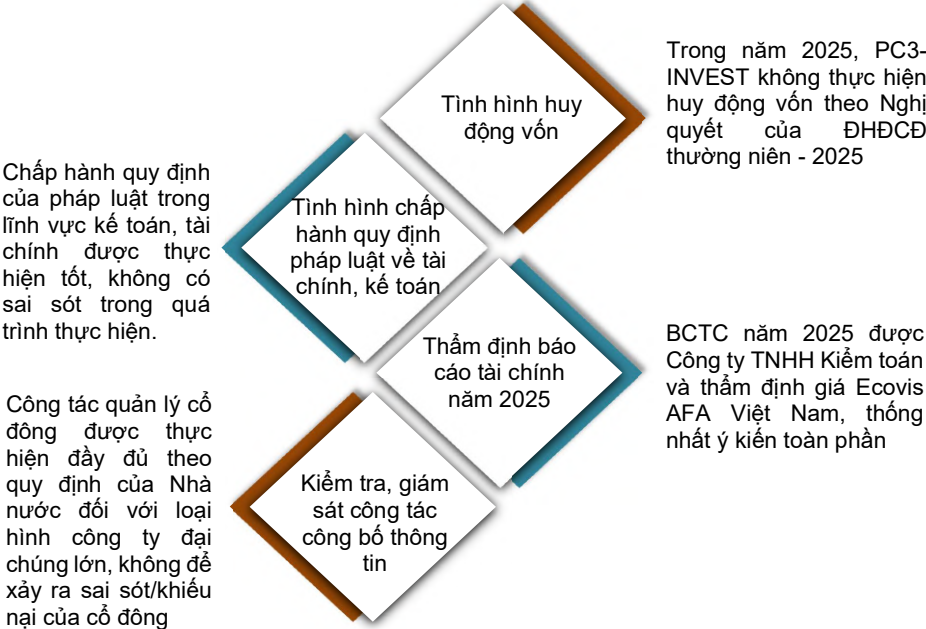 Tình hình huy
động vốn
Trong năm 2025, PC3-
INVEST không thực hiện
huy động vốn theo Nghị
quyết của ĐHĐCĐ
thường niên - 2025
Chấp hành quy định
của pháp luật trong
lĩnh vực kế toán, tài
chính được thực
hiện tốt, không có
sai sót trong quá
trình thực hiện.
Tình hình chấp
hành quy định
pháp luật về tài
chính, kế toán
Thẩm định báo
cáo tài chính
năm 2025
BCTC năm 2025 được
Công ty TNHH Kiểm toán
và thẩm định giá Ecovis
AFA Việt Nam, thống
nhất ý kiến toàn phần
Công tác quản lý cổ
đông được thực
hiện đầy đủ theo
quy định của Nhà
nước đối với loại
hình công ty đại
chúng lớn, không để
xảy ra sai sót/khiếu
nại của cổ đông
Kiểm tra, giám
sát công tác
công bố thông
tin